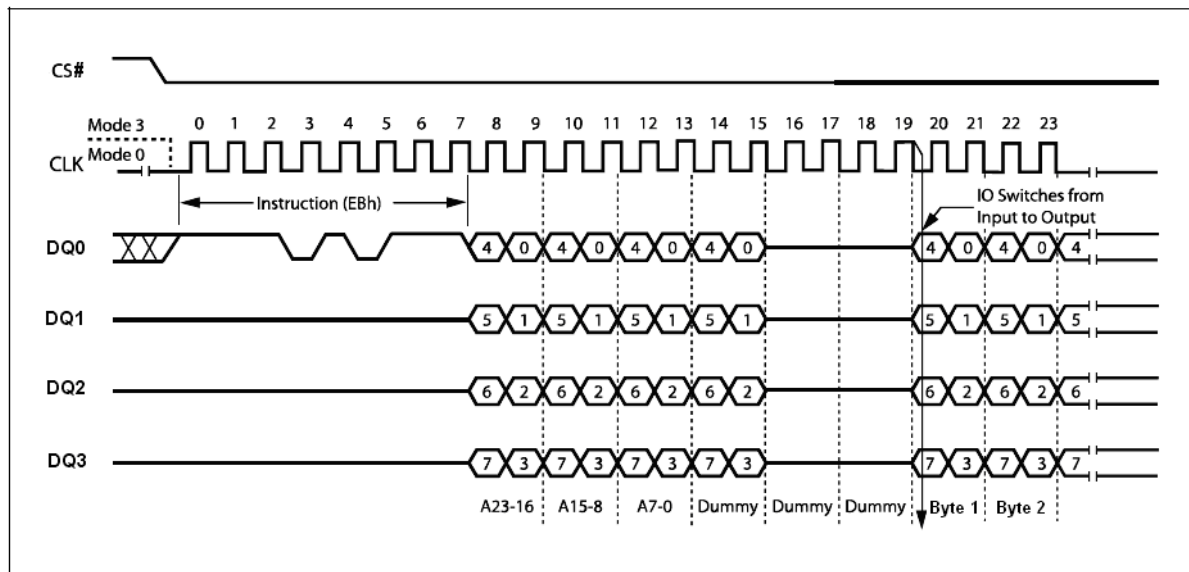 CS#
Mode 3
0 1 2 3 4 5 6 7 8 9 10 11 12 13 14 15 16 17 18 19 20 21 22 23
CLK
Mode 0
Instruction (EBh)
IO Switches from
Input to Output
DQ0
4 0 4 0 4 0 4 0 4 0 4 0 4
DQ1
5 1 5 1 5 1 5 1 5 1 5 1 5
DQ2
6 2 6 2 6 2 6 2 6 2 6 2 6
DQ3
7 3 7 3 7 3 7 3 7 3 7 3 7
A23-16 A15-8 A7-0 Dummy Dummy Dummy Byte 1 Byte 2